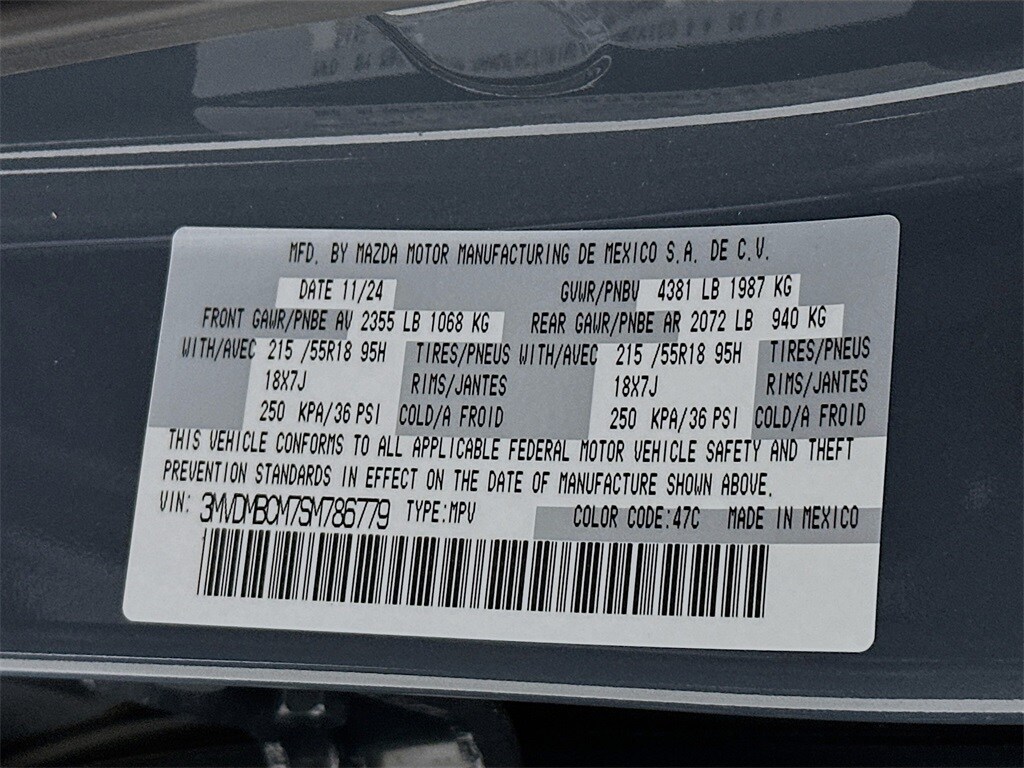 MFD. BY MAZDA MOTOR MANUFACTURING DE MEXICO S.A. DE C.V.
DATE 11/24 GVWR/PNBV 4381 LB 1987 KG
FRONT GAWR/PNBE AV 2355 LB 1068 KG REAR GAWR/PNBE AR 2072 LB 940 KG
WITH/AVEC 215 /55R18 95H TIRES/PNEUS WITH/AVEC 215 /55R18 95H TIRES/PNEUS
18X7J RIMS/JANTES 18X7J RIMS/JANTES
250 KPA/36 PSI COLD/A FROID 250 KPA/36 PSI COLD/A FROID
THIS VEHICLE CONFORMS TO ALL APPLICABLE FEDERAL MOTOR VEHICLE SAFETY AND THEFT
PREVENTION STANDARDS IN EFFECT ON THE DATE OF MANUFACTURE SHOWN ABOVE.
VIN: 3MVDMBCM7SM786779 TYPE:MPV COLOR CODE:47C MADE IN MEXICO